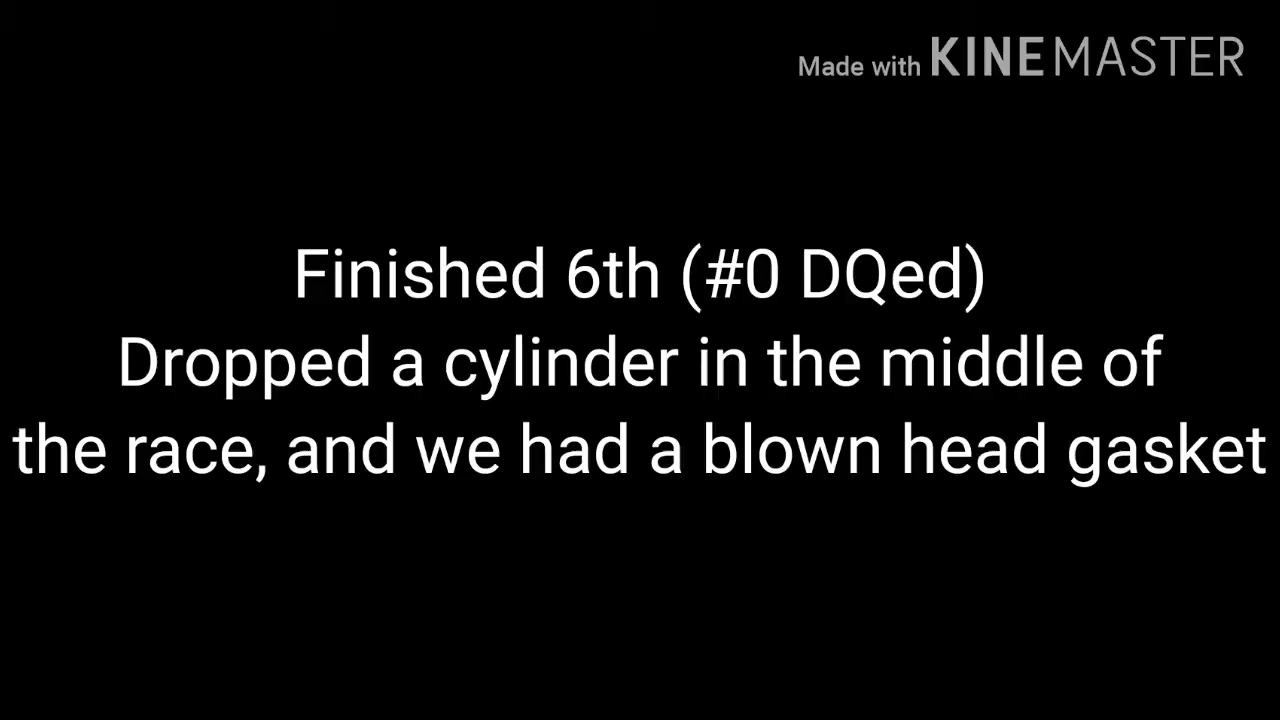 Made with KINEMASTER
Finished 6th (#0 DQed)
Dropped a cylinder in the middle of
the race, and we had a blown head gasket